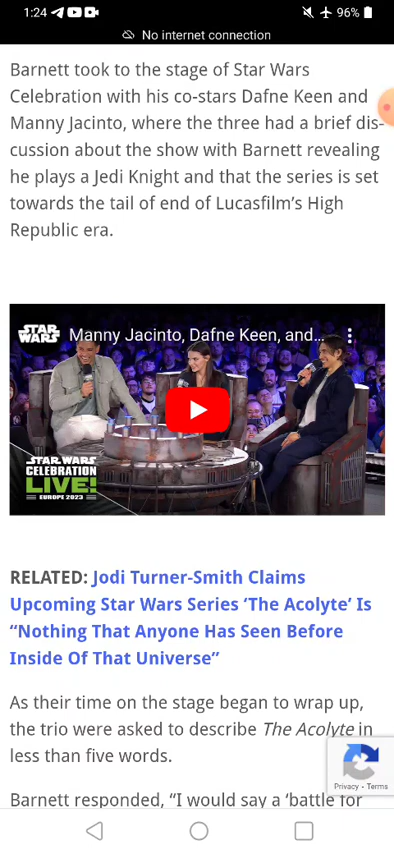 1:24
96%
No internet connection
Barnett took to the stage of Star Wars
Celebration with his co-stars Dafne Keen and
Manny Jacinto, where the three had a brief dis-
cussion about the show with Barnett revealing
he plays a Jedi Knight and that the series is set
towards the tail of end of Lucasfilm's High
Republic era.
STAR WARS
Manny Jacinto, Dafne Keen, and...
STAR WARS
CELEBRATION
LIVE!
EUROPE 2023
RELATED: Jodi Turner-Smith Claims
Upcoming Star Wars Series ‘The Acolyte’ Is
“Nothing That Anyone Has Seen Before
Inside Of That Universe”
As their time on the stage began to wrap up,
the trio were asked to describe The Acolyte in
less than five words.
Privacy - Terms
Barnett responded, “I would say a ‘battle for